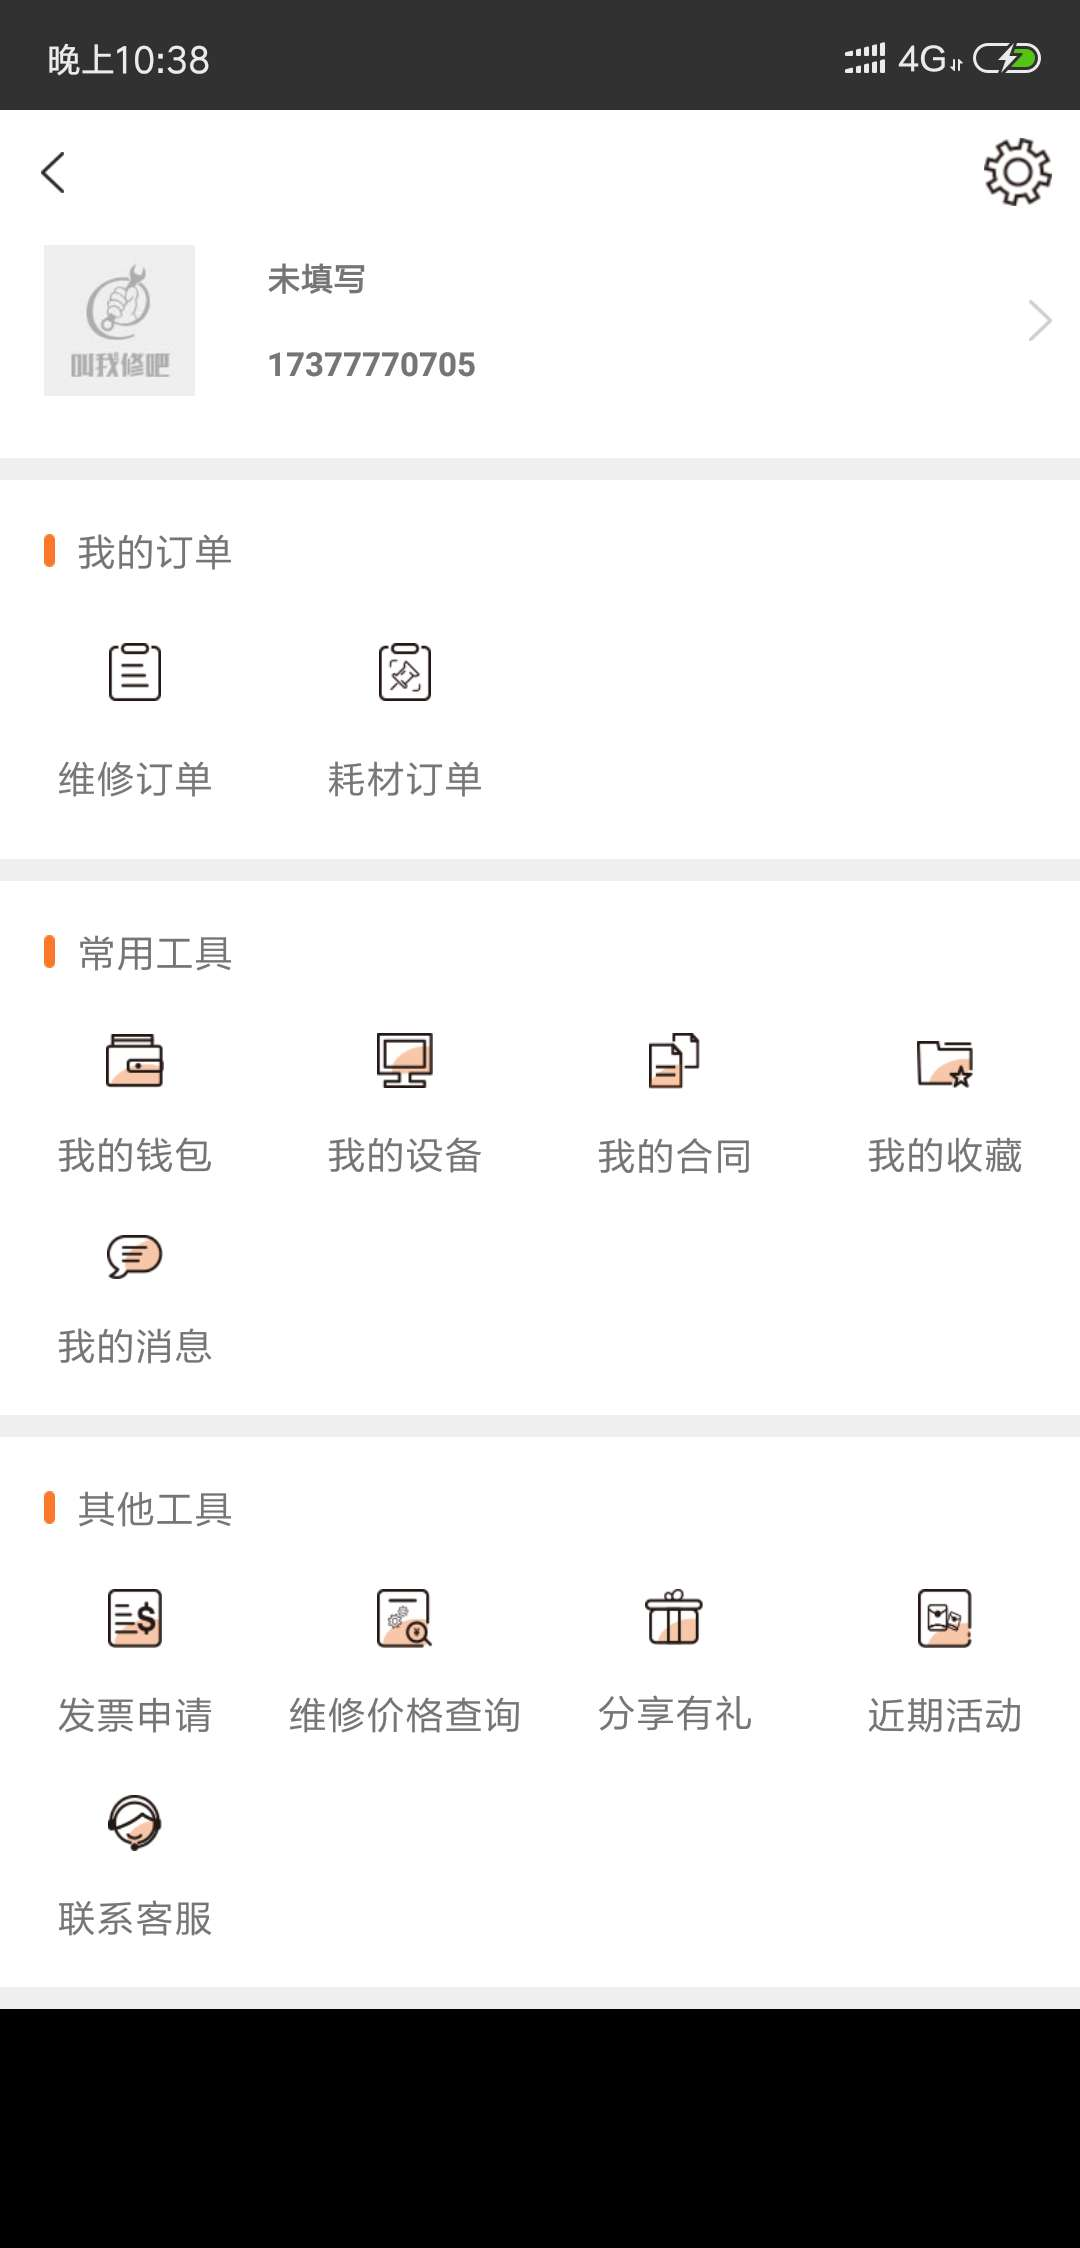 晚上10:38
4G
未填写
叫我修吧
17377770705
我的订单
维修订单
耗材订单
常用工具
我的钱包
我的设备
我的合同
我的收藏
我的消息
其他工具
发票申请
维修价格查询
分享有礼
近期活动
联系客服